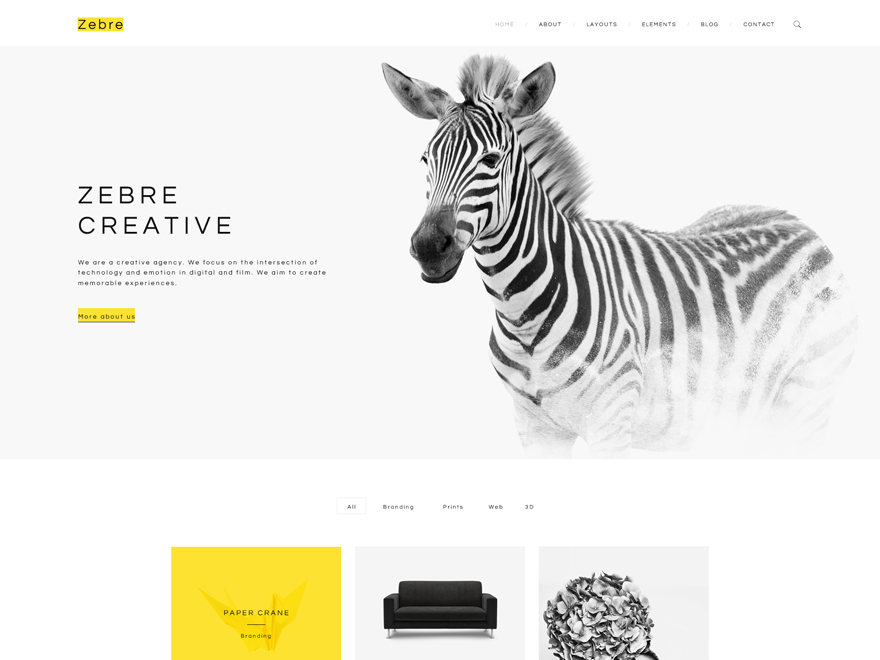 Zebre
HOME / ABOUT / LAYOUTS / ELEMENTS / BLOG / CONTACT
ZEBRE
CREATIVE
We are a creative agency. We focus on the intersection of
technology and emotion in digital and film. We aim to create
memorable experiences.
More about us
All Branding Prints Web 3D
PAPER CRANE
Branding